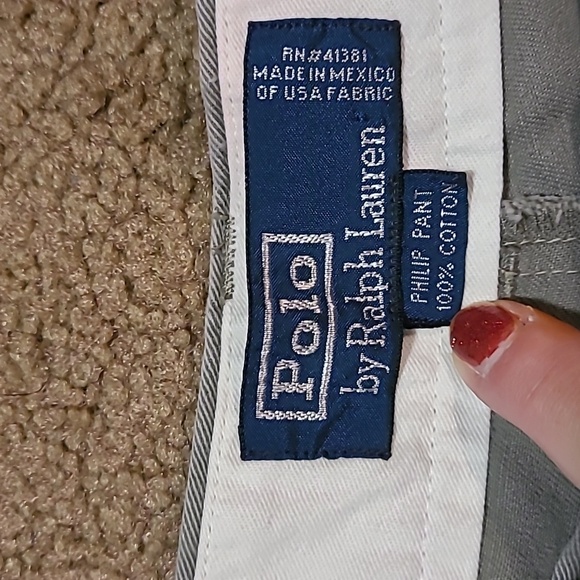 RN#41381
MADE IN MEXICO
OF USA FABRIC
Polo
by Ralph Lauren
PHILIP PANT
100% COTTON